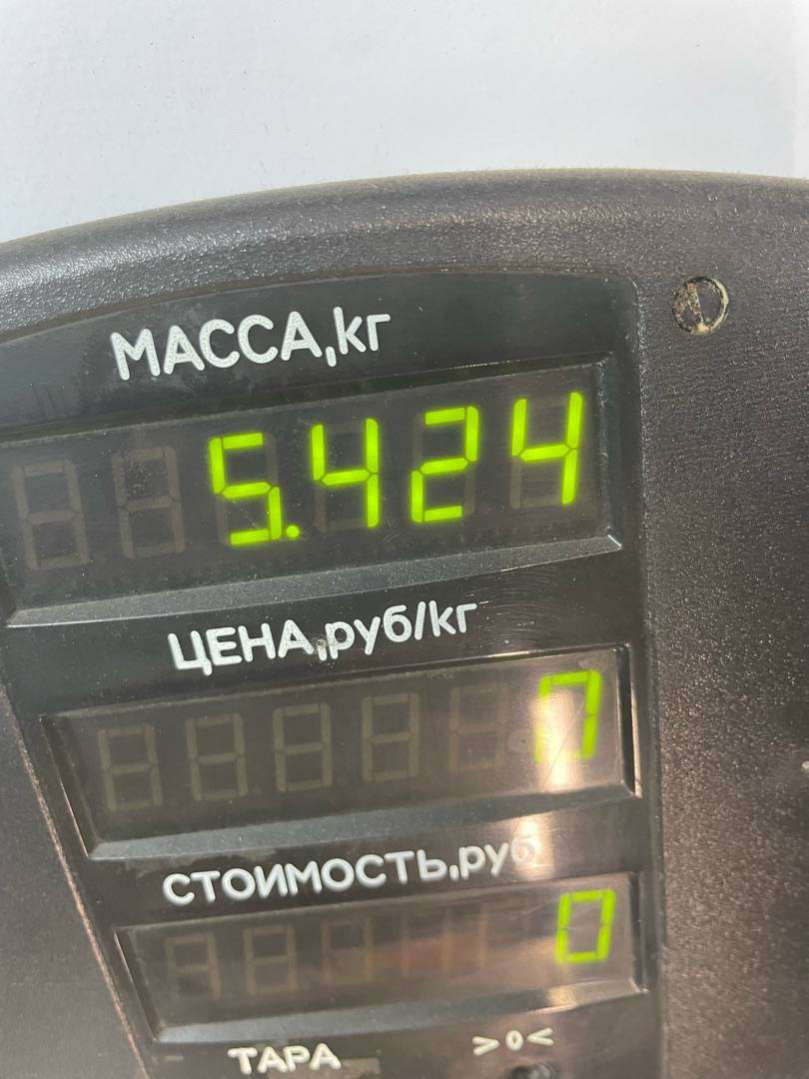 МАССА,кг
5.424
ЦЕНА,руб/кг
7
СТОИМОСТЬ,руб
0
ТАРА >0<